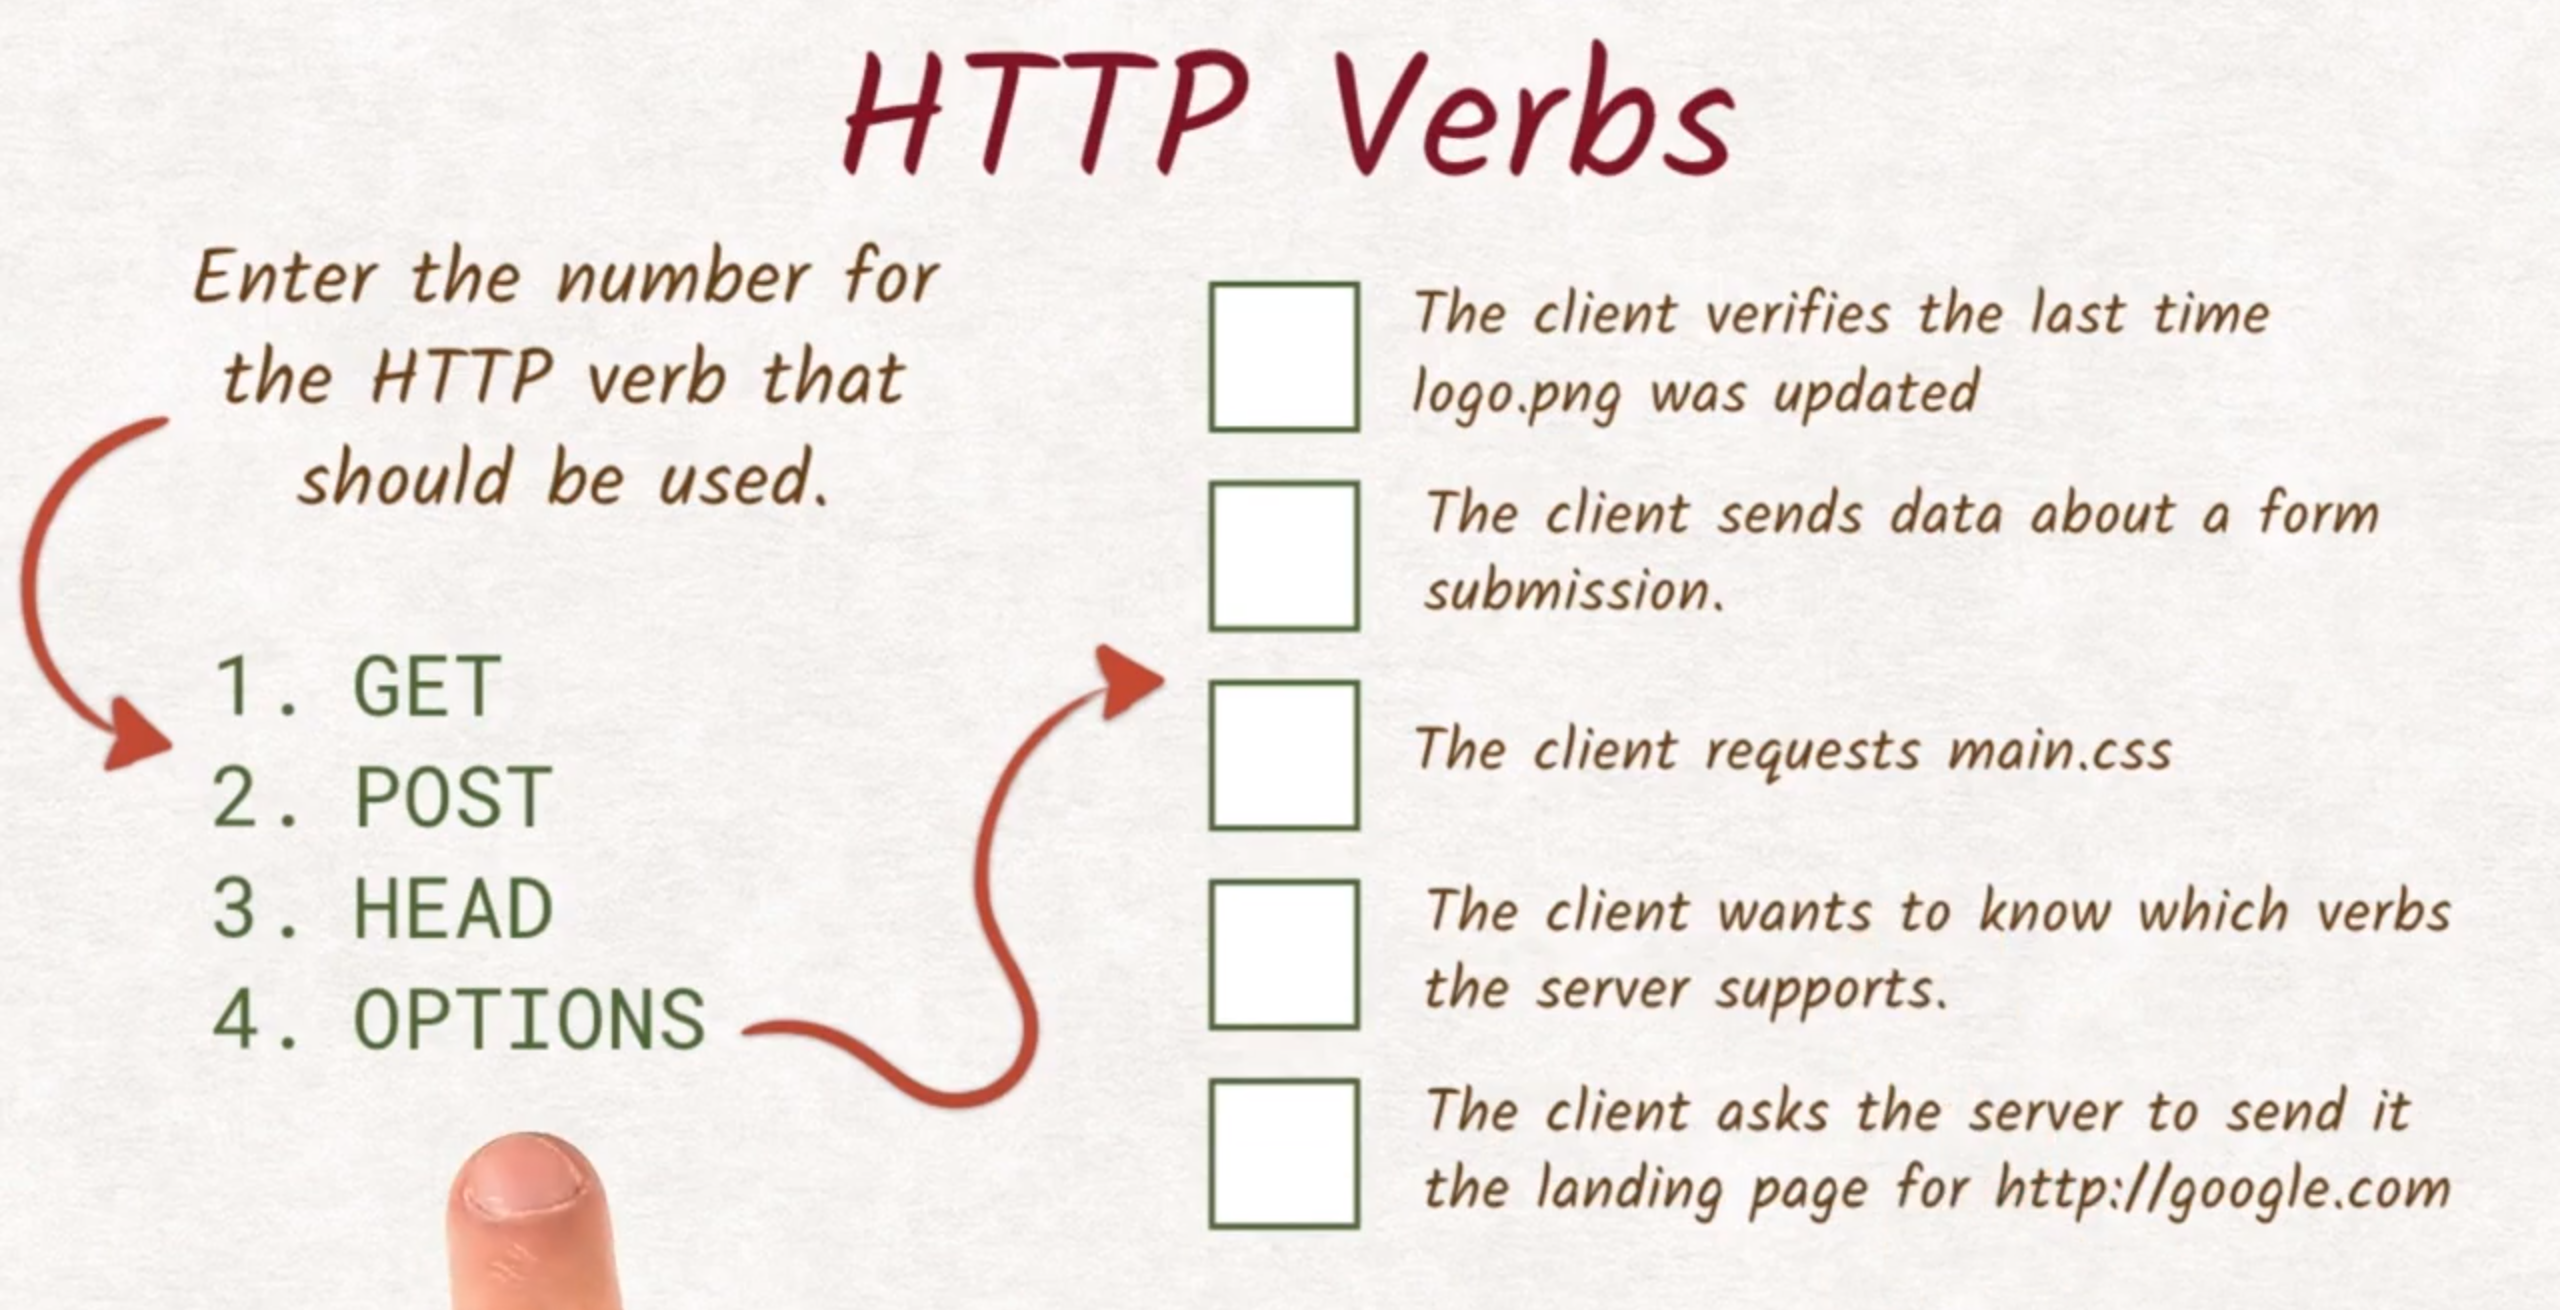 HTTP Verbs
Enter the number for
the HTTP verb that
should be used.
1. GET
2. POST
3. HEAD
4. OPTIONS
The client verifies the last time
logo.png was updated
The client sends data about a form
submission.
The client requests main.css
The client wants to know which verbs
the server supports.
The client asks the server to send it
the landing page for http://google.com